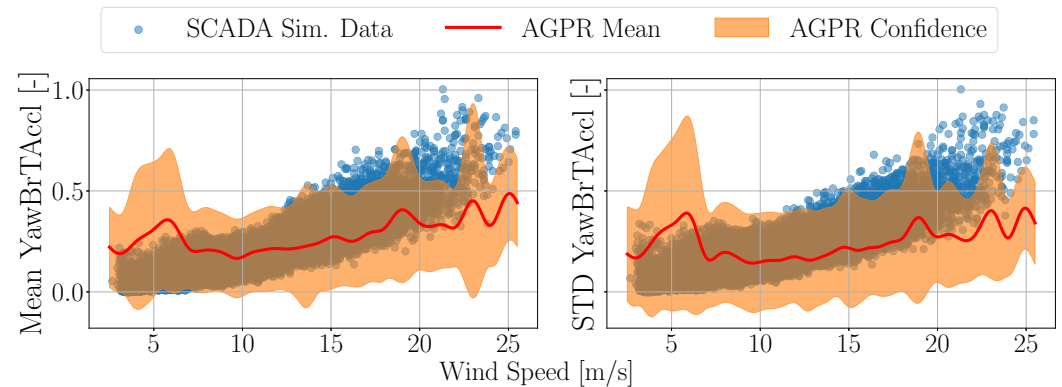 SCADA Sim. Data AGPR Mean AGPR Confidence
Mean YawBrTAccl [-]
1.0
0.5
0.0
5 10 15 20 25
STD YawBrTAccl [-]
5 10 15 20 25
Wind Speed [m/s]